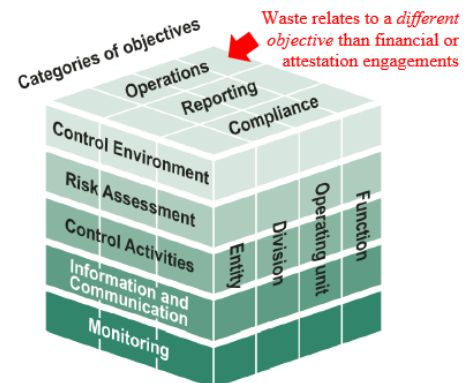 Waste relates to a different
objective than financial or
attestation engagements
Categories of objectives
Operations
Reporting
Compliance
Control Environment
Risk Assessment
Control Activities
Information and
Communication
Monitoring
Entity
Division
Operating unit
Function